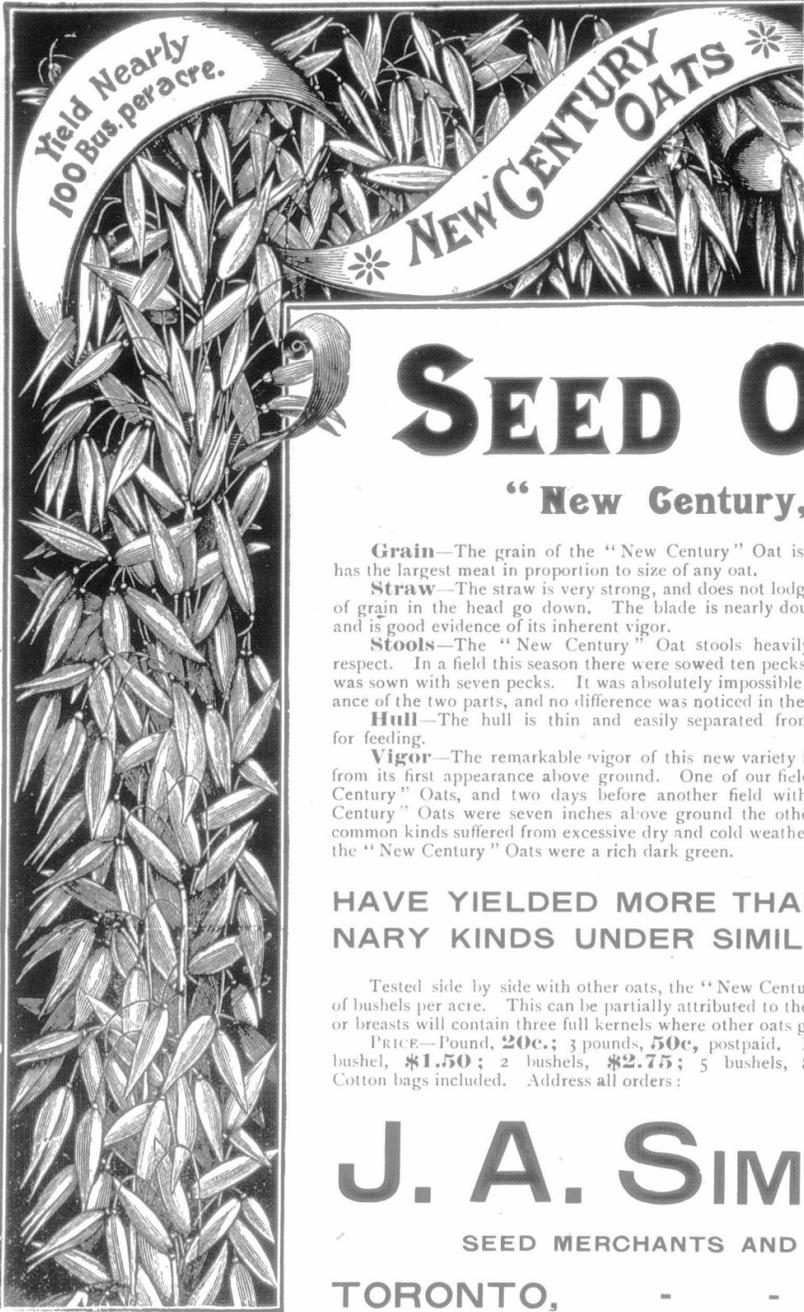 Yield Nearly
100 Bus. per acre.
NEW CENTURY
OATS
SEED O
“New Century,
Grain—The grain of the “New Century” Oat is
has the largest meat in proportion to size of any oat.
Straw—The straw is very strong, and does not lodg
of grain in the head go down. The blade is nearly dou
and is good evidence of its inherent vigor.
Stools—The “New Century” Oat stools heavily
respect. In a field this season there were sowed ten pecks
was sown with seven pecks. It was absolutely impossible
ance of the two parts, and no difference was noticed in the
Hull—The hull is thin and easily separated from
for feeding.
Vigor—The remarkable vigor of this new variety
from its first appearance above ground. One of our field
Century” Oats, and two days before another field with
Century” Oats were seven inches above ground the othe
common kinds suffered from excessive dry and cold weathe
the “New Century” Oats were a rich dark green.
HAVE YIELDED MORE THA
NARY KINDS UNDER SIMIL
Tested side by side with other oats, the “New Centu
of bushels per acre. This can be partially attributed to the
or breasts will contain three full kernels where other oats g
PRICE—Pound, 20c.; 3 pounds, 50c, postpaid.
bushel, $1.50; 2 bushels, $2.75; 5 bushels,
Cotton bags included. Address all orders:
J. A. SIM
SEED MERCHANTS AND
TORONTO, - -